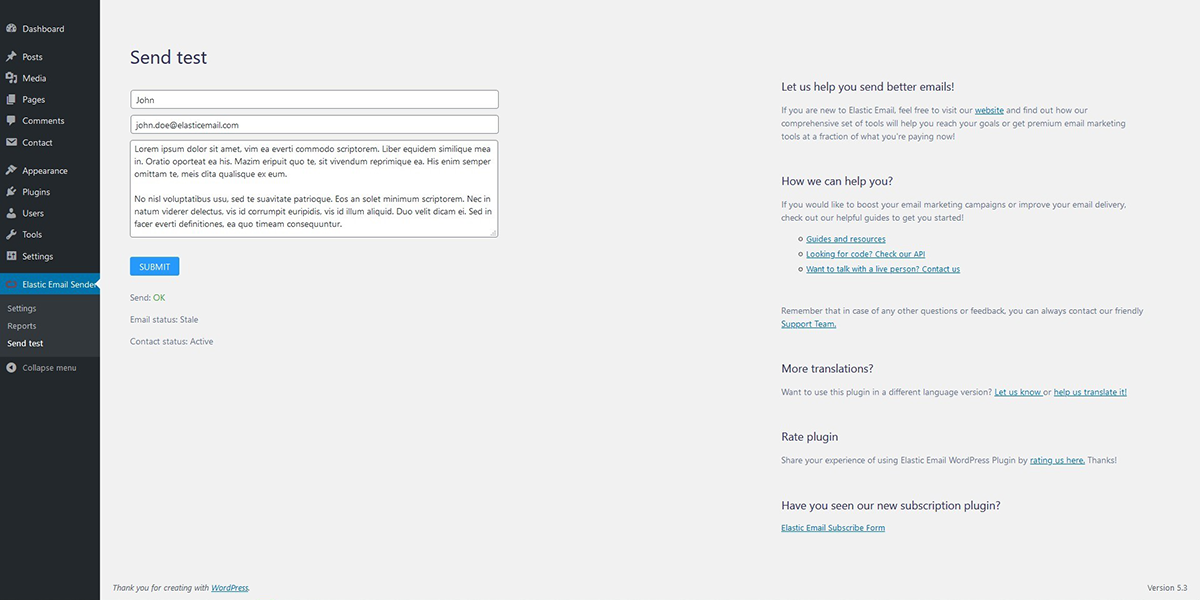 Dashboard
Posts
Media
Pages
Comments
Contact
Appearance
Plugins
Users
Tools
Settings
Elastic Email Sender
Settings
Reports
Send test
Collapse menu
Send test
John
john.doe@elasticemail.com
Lorem ipsum dolor sit amet, vim ea everti commodo scriptorem. Liber equidem similique mea
in. Oratio oporteat ea his. Mazim eripuit quo te, sit vivendum reprimique ea. His enim semper
omittam te, meis clita qualisque ex eum.
No nisl voluptatibus usu, sed te suavitate patrioque. Eos an solet minimum scriptorem. Nec in
natum viderer delectus, vis id corrumpit euripidis, vis id illum aliquid. Duo velit dicam ei. Sed in
facer everti definitiones, ea quo timeam consequuntur.
SUBMIT
Send: OK
Email status: Stale
Contact status: Active
Let us help you send better emails!
If you are new to Elastic Email, feel free to visit our website and find out how our
comprehensive set of tools will help you reach your goals or get premium email marketing
tools at a fraction of what you're paying now!
How we can help you?
If you would like to boost your email marketing campaigns or improve your email delivery,
check out our helpful guides to get you started!
Guides and resources
Looking for code? Check our API
Want to talk with a live person? Contact us
Remember that in case of any other questions or feedback, you can always contact our friendly
Support Team.
More translations?
Want to use this plugin in a different language version? Let us know or help us translate it!
Rate plugin
Share your experience of using Elastic Email WordPress Plugin by rating us here. Thanks!
Have you seen our new subscription plugin?
Elastic Email Subscribe Form
Thank you for creating with WordPress.
Version 5.3